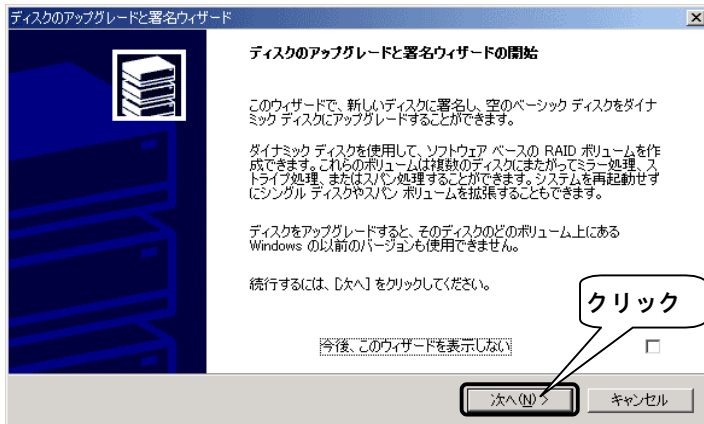 ディスクのアップグレードと署名ウィザード
ディスクのアップグレードと署名ウィザードの開始
このウィザードで、新しいディスクに署名し、空のベーシック ディスクをダイナ
ミック ディスクにアップグレードすることができます。
ダイナミック ディスクを使用して、ソフトウェア ベースの RAID ボリュームを作
成できます。これらのボリュームは複数のディスクにまたがってミラー処理、ス
トライプ処理、またはスパン処理することができます。システムを再起動せず
にシングル ディスクやスパン ボリュームを拡張することもできます。
ディスクをアップグレードすると、そのディスクのどのボリューム上にある
Windows の以前のバージョンも使用できません。
続行するには、[次へ] をクリックしてください。
クリック
今後、このウィザードを表示しない
次へ(N) >
キャンセル